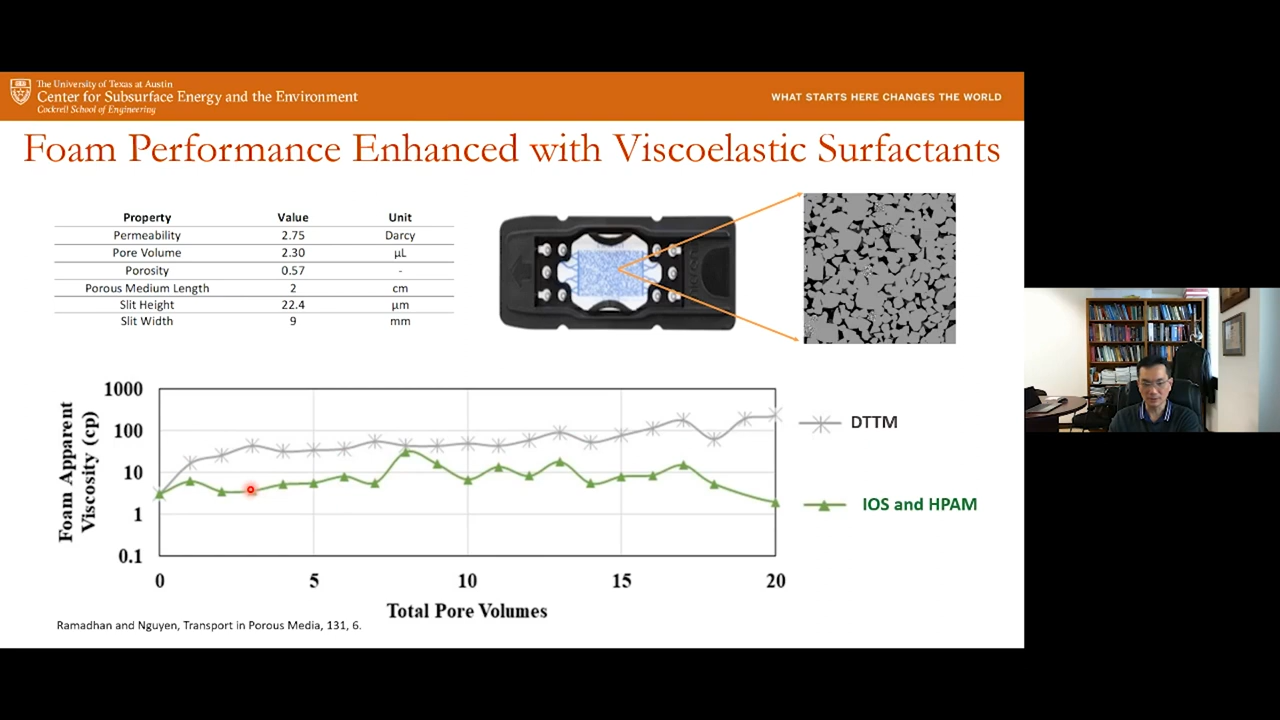 The University of Texas at Austin
Center for Subsurface Energy and the Environment
Cockrell School of Engineering
WHAT STARTS HERE CHANGES THE WORLD
Foam Performance Enhanced with Viscoelastic Surfactants
Property Value Unit
Permeability 2.75 Darcy
Pore Volume 2.30 µL
Porosity 0.57 -
Porous Medium Length 2 cm
Slit Height 22.4 µm
Slit Width 9 mm
Foam Apparent
Viscosity (cp)
1000
100
10
1
0.1
0 5 10 15 20
Total Pore Volumes
DTTM
IOS and HPAM
Ramadhan and Nguyen, Transport in Porous Media, 131, 6.